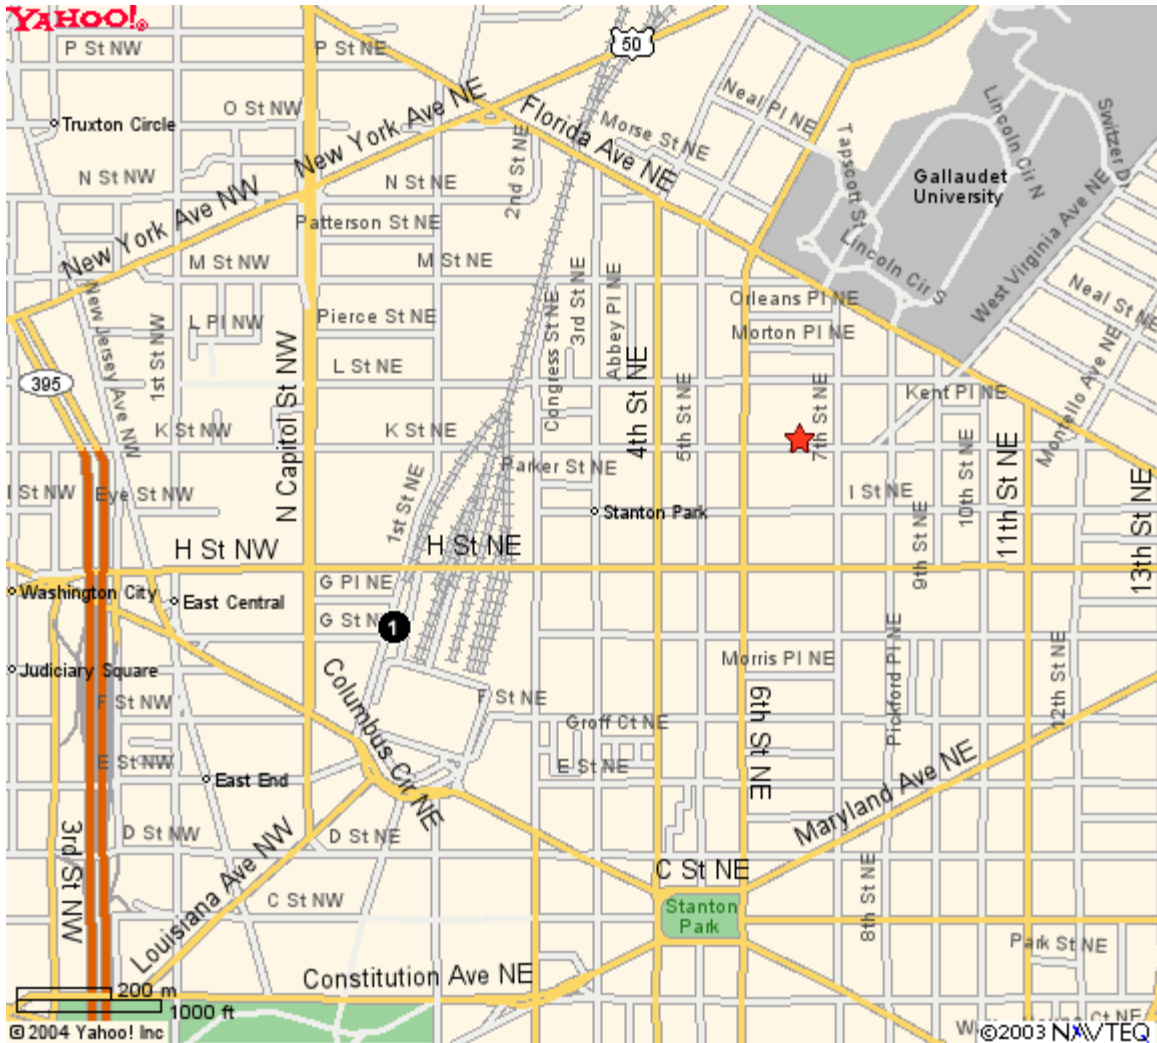 YAHOO!®
P St NW
P St NE
50
O St NW
Truxton Circle
New York Ave NE
Florida Ave NE
Neal Pl NE
Morse St NE
Tapscott St
Lincoln Cir N
Switzer Dr
Gallaudet
University
N St NW
N St NE
2nd St NE
New York Ave NW
Patterson St NE
M St NW
M St NE
Lincoln Cir S
West Virginia Ave NE
Neal St NE
New Jersey Ave NW
1st St NW
L Pl NW
Pierce St NE
3rd St NE
Congress St NE
Abbey Pl NE
Orleans Pl NE
Morton Pl NE
395
L St NE
N Capitol St NW
4th St NE
5th St NE
7th St NE
Kent Pl NE
Montello Ave NE
K St NW
K St NE
Parker St NE
I St NW
Eye St NW
1st St NE
Stanton Park
I St NE
9th St NE
10th St NE
11th St NE
13th St NE
H St NW
H St NE
Washington City
East Central
G Pl NE
G St N
1
Judiciary Square
F St NW
Columbus Cir NE
F St NE
Groff Ct NE
Morris Pl NE
6th St NE
Pickford Pl NE
12th St NE
E St NW
East End
E St NE
Maryland Ave NE
3rd St NW
D St NW
D St NE
Louisiana Ave NW
C St NW
C St NE
Stanton
Park
8th St NE
Park St NE
Constitution Ave NE
200 m
1000 ft
© 2004 Yahoo! Inc
Ct NE
©2003 NAVTEQ